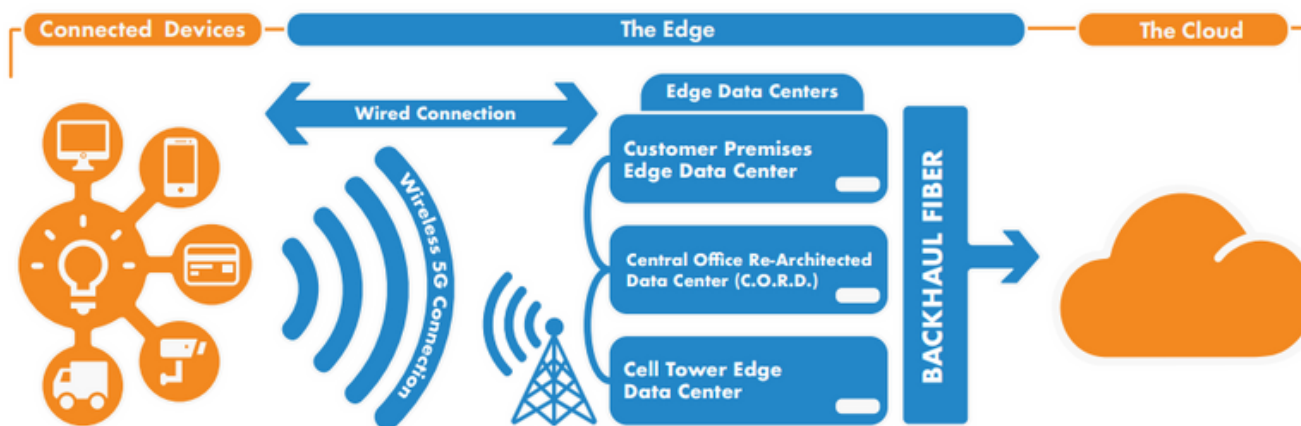 Connected Devices
The Edge
The Cloud
Wired Connection
Wireless 5G Connection
Edge Data Centers
Customer Premises
Edge Data Center
Central Office Re-Architected
Data Center (C.O.R.D.)
Cell Tower Edge
Data Center
BACKHAUL FIBER